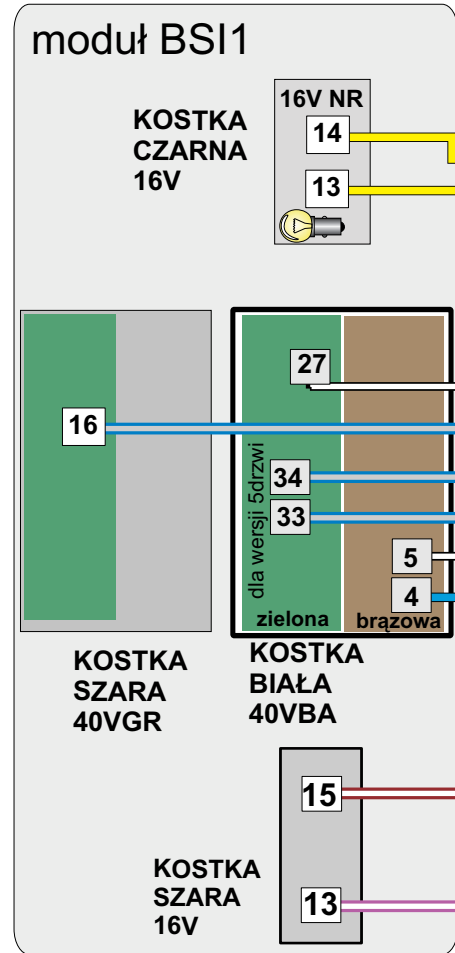 moduł BSI1
KOSTKA
CZARNA
16V
16V NR
14
13
16
27
34
33
dla wersji 5drzwi
5
4
zielona
brązowa
KOSTKA
SZARA
40VGR
KOSTKA
BIAŁA
40VBA
15
KOSTKA
SZARA
16V
13